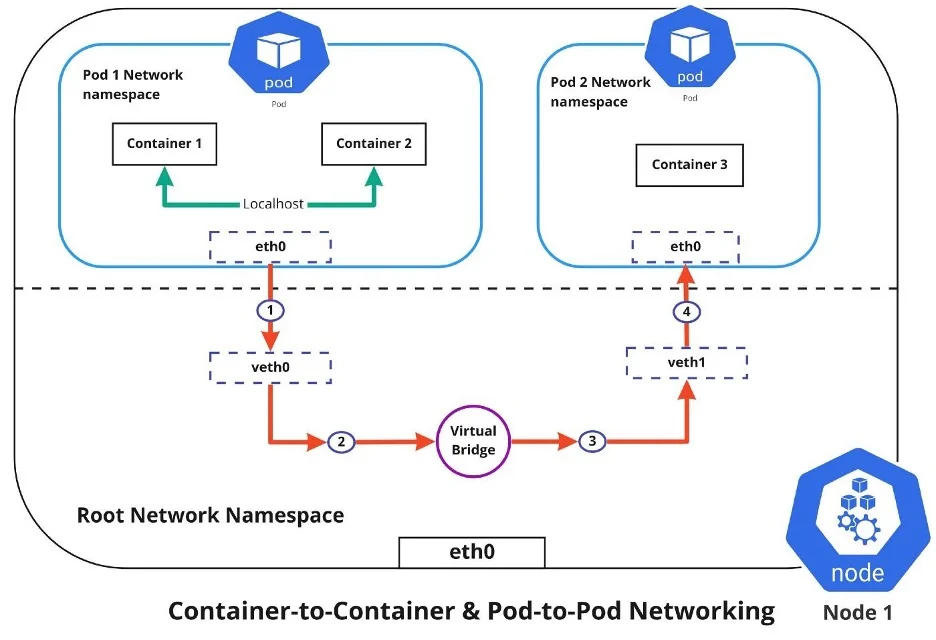 pod
Pod
Pod 1 Network
namespace
Container 1
Container 2
Localhost
eth0
pod
Pod
Pod 2 Network
namespace
Container 3
eth0
1
4
veth0
veth1
2
Virtual
Bridge
3
Root Network Namespace
eth0
node
Node 1
Container-to-Container & Pod-to-Pod Networking